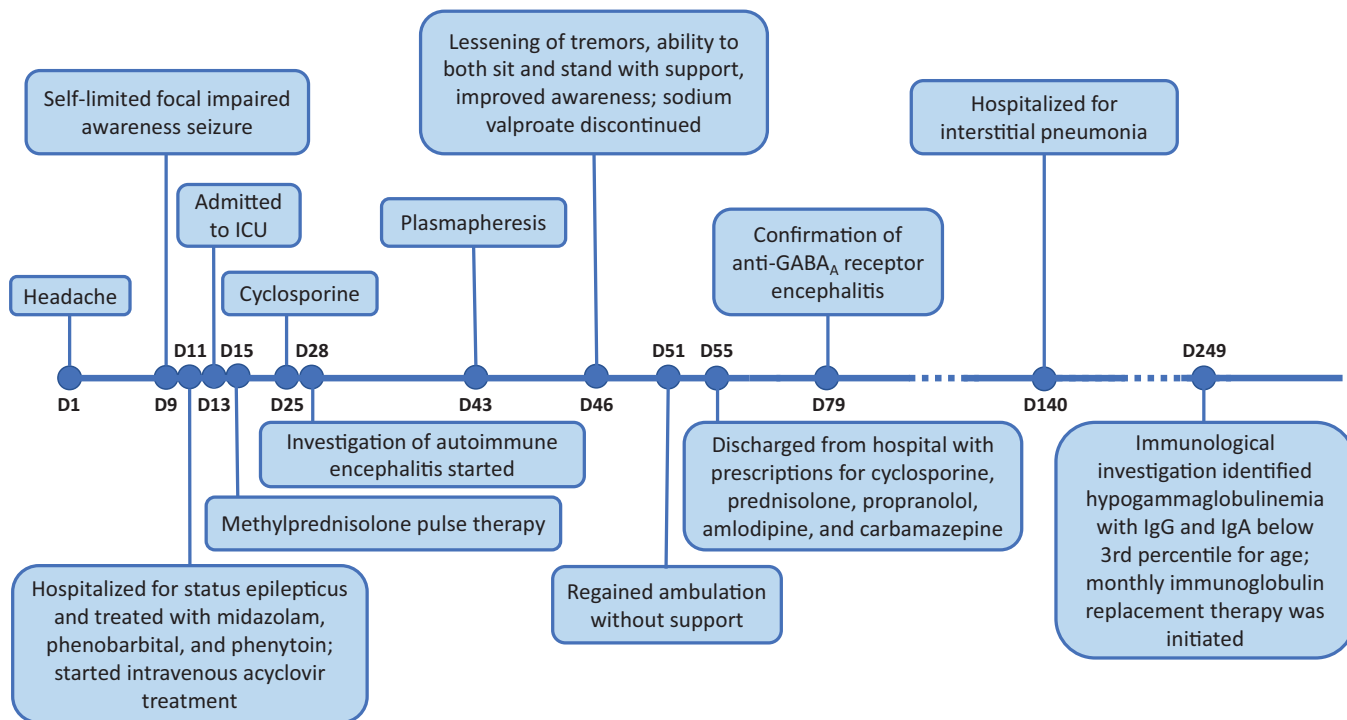 Headache
D1
Self-limited focal impaired
awareness seizure
D9
D11
Hospitalized for status epilepticus
and treated with midazolam,
phenobarbital, and phenytoin;
started intravenous acyclovir
treatment
Admitted
to ICU
D13
D15
Methylprednisolone pulse therapy
Cyclosporine
D25
D28
Investigation of autoimmune
encephalitis started
Plasmapheresis
D43
Lessening of tremors, ability to
both sit and stand with support,
improved awareness; sodium
valproate discontinued
D46
D51
Regained ambulation
without support
D55
Discharged from hospital with
prescriptions for cyclosporine,
prednisolone, propranolol,
amlodipine, and carbamazepine
Confirmation of
anti-GABA_A receptor
encephalitis
D79
Hospitalized for
interstitial pneumonia
D140
D249
Immunological
investigation identified
hypogammaglobulinemia
with IgG and IgA below
3rd percentile for age;
monthly immunoglobulin
replacement therapy was
initiated